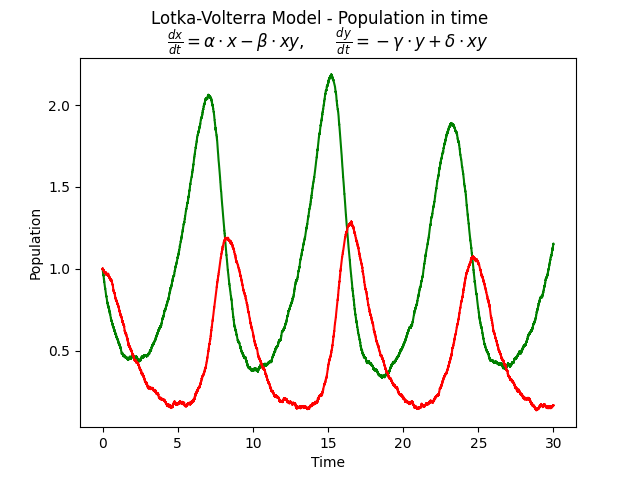 Lotka-Volterra Model - Population in time
dx/dt = α · x − β · xy, dy/dt = −γ · y + δ · xy
2.0
1.5
1.0
0.5
Population
0 5 10 15 20 25 30
Time